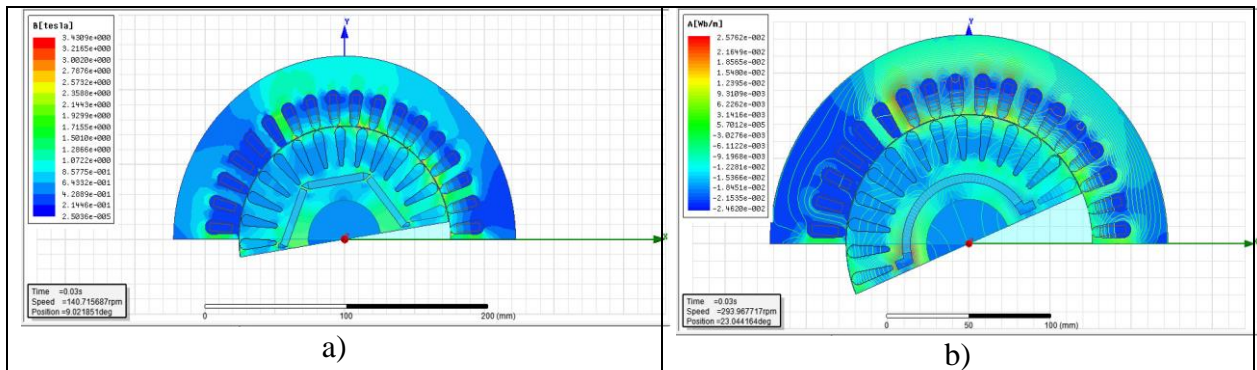 B[tesla]
3.4309e+000
3.2165e+000
3.0020e+000
2.7876e+000
2.5732e+000
2.3588e+000
2.1443e+000
1.9299e+000
1.7155e+000
1.5010e+000
1.2866e+000
1.0722e+000
8.5775e-001
6.4332e-001
4.2889e-001
2.1446e-001
2.5036e-005
Y
X
Time =0.03s
Speed =140.715687rpm
Position =9.021851deg
0 100 200 (mm)
a)
A[Wb/m]
2.5762e-002
2.1649e-002
1.8565e-002
1.5480e-002
1.2395e-002
9.3109e-003
6.2262e-003
3.1416e-003
5.7012e-005
-3.0276e-003
-6.1122e-003
-9.1968e-003
-1.2281e-002
-1.5366e-002
-1.8451e-002
-2.1535e-002
-2.4620e-002
Y
Time =0.03s
Speed =293.967717rpm
Position =23.044164deg
0 50 100 (mm)
b)